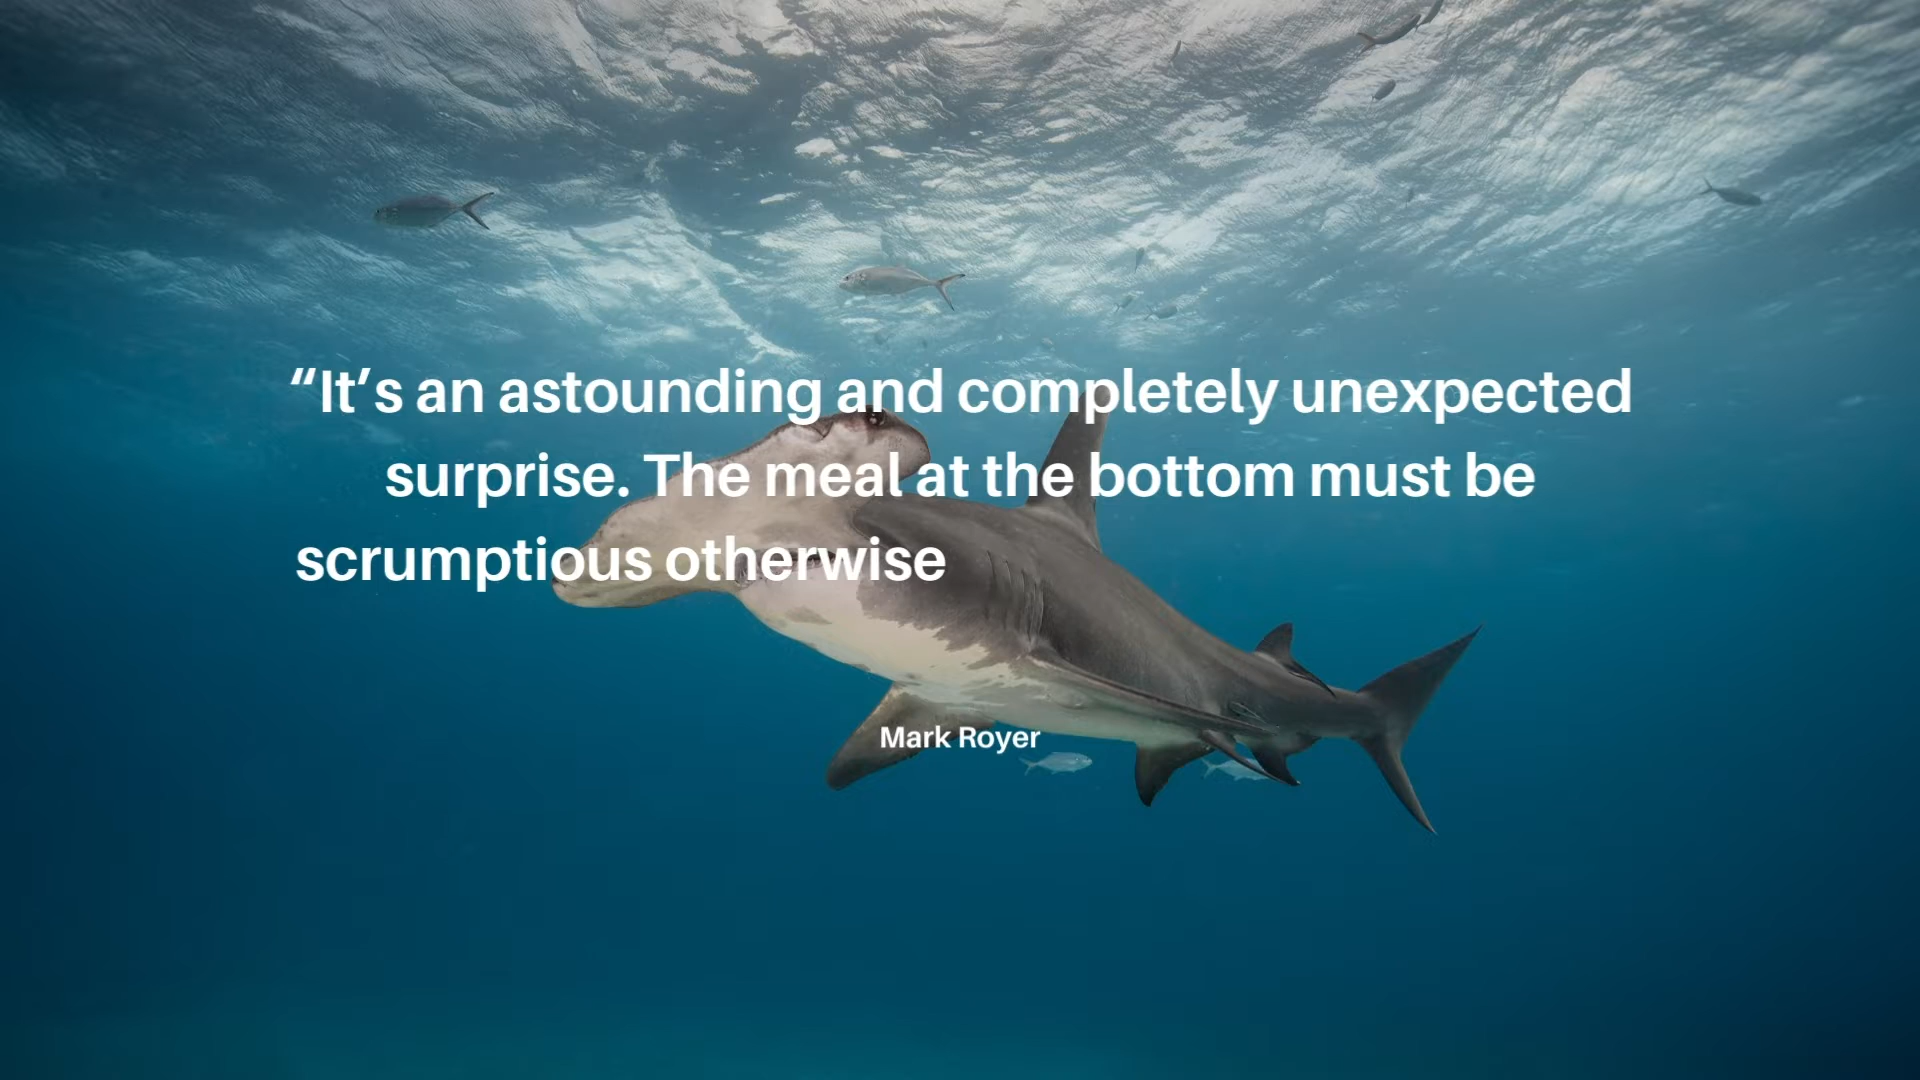 “It’s an astounding and completely unexpected
surprise. The meal at the bottom must be
scrumptious otherwise
Mark Royer